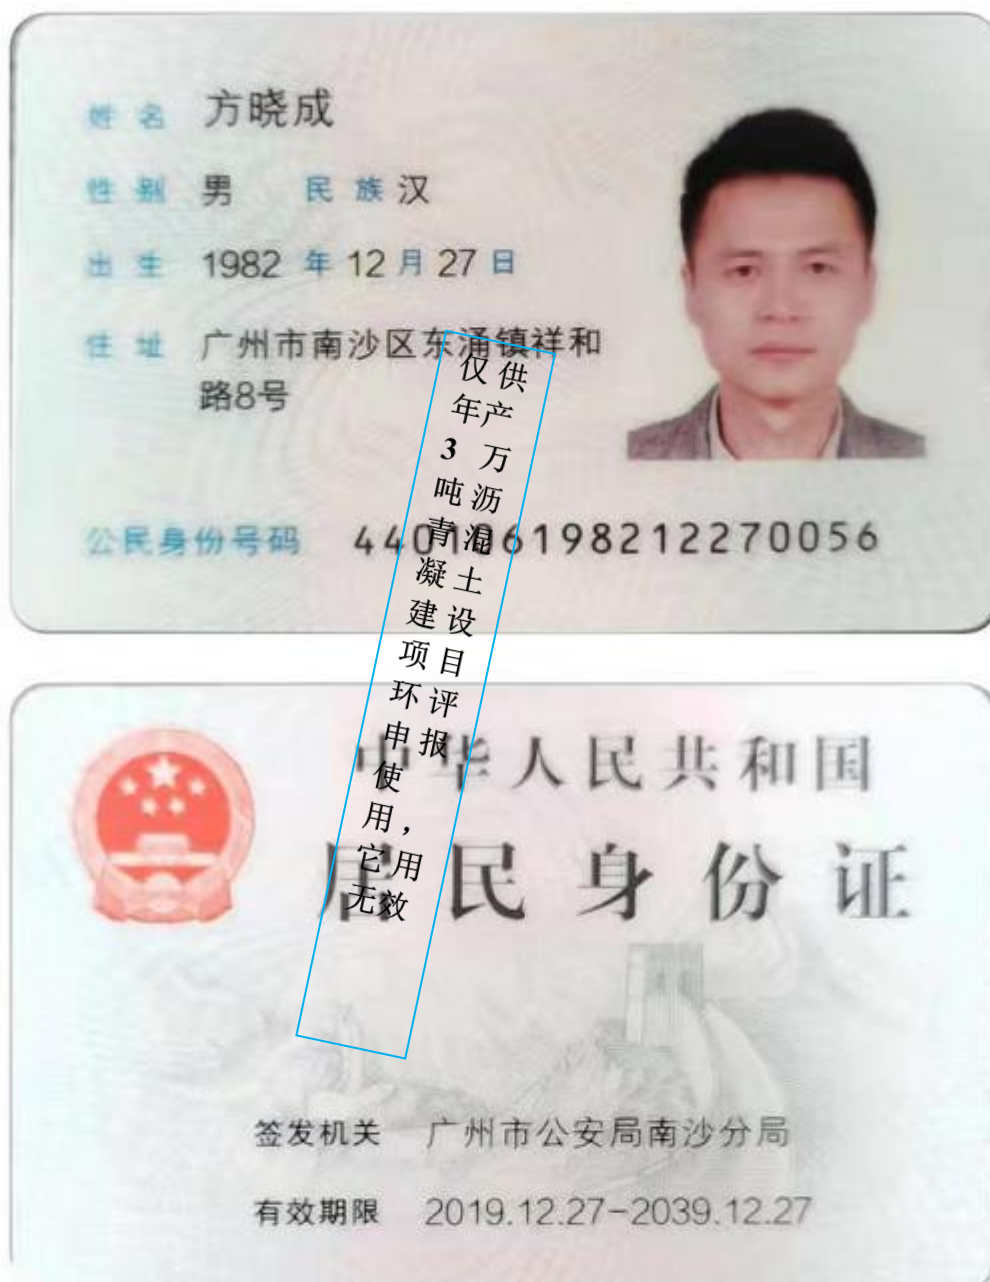 姓名 方晓成
性别 男 民族 汉
出生 1982 年 12 月 27 日
住址 广州市南沙区东涌镇祥和
路8号
公民身份号码 440106198212270056
仅供
年产
3 万
吨沥
青混
凝土
建设
项目
环评
申报
使
用，
它用
无效
中华人民共和国
居民身份证
签发机关 广州市公安局南沙分局
有效期限 2019.12.27-2039.12.27